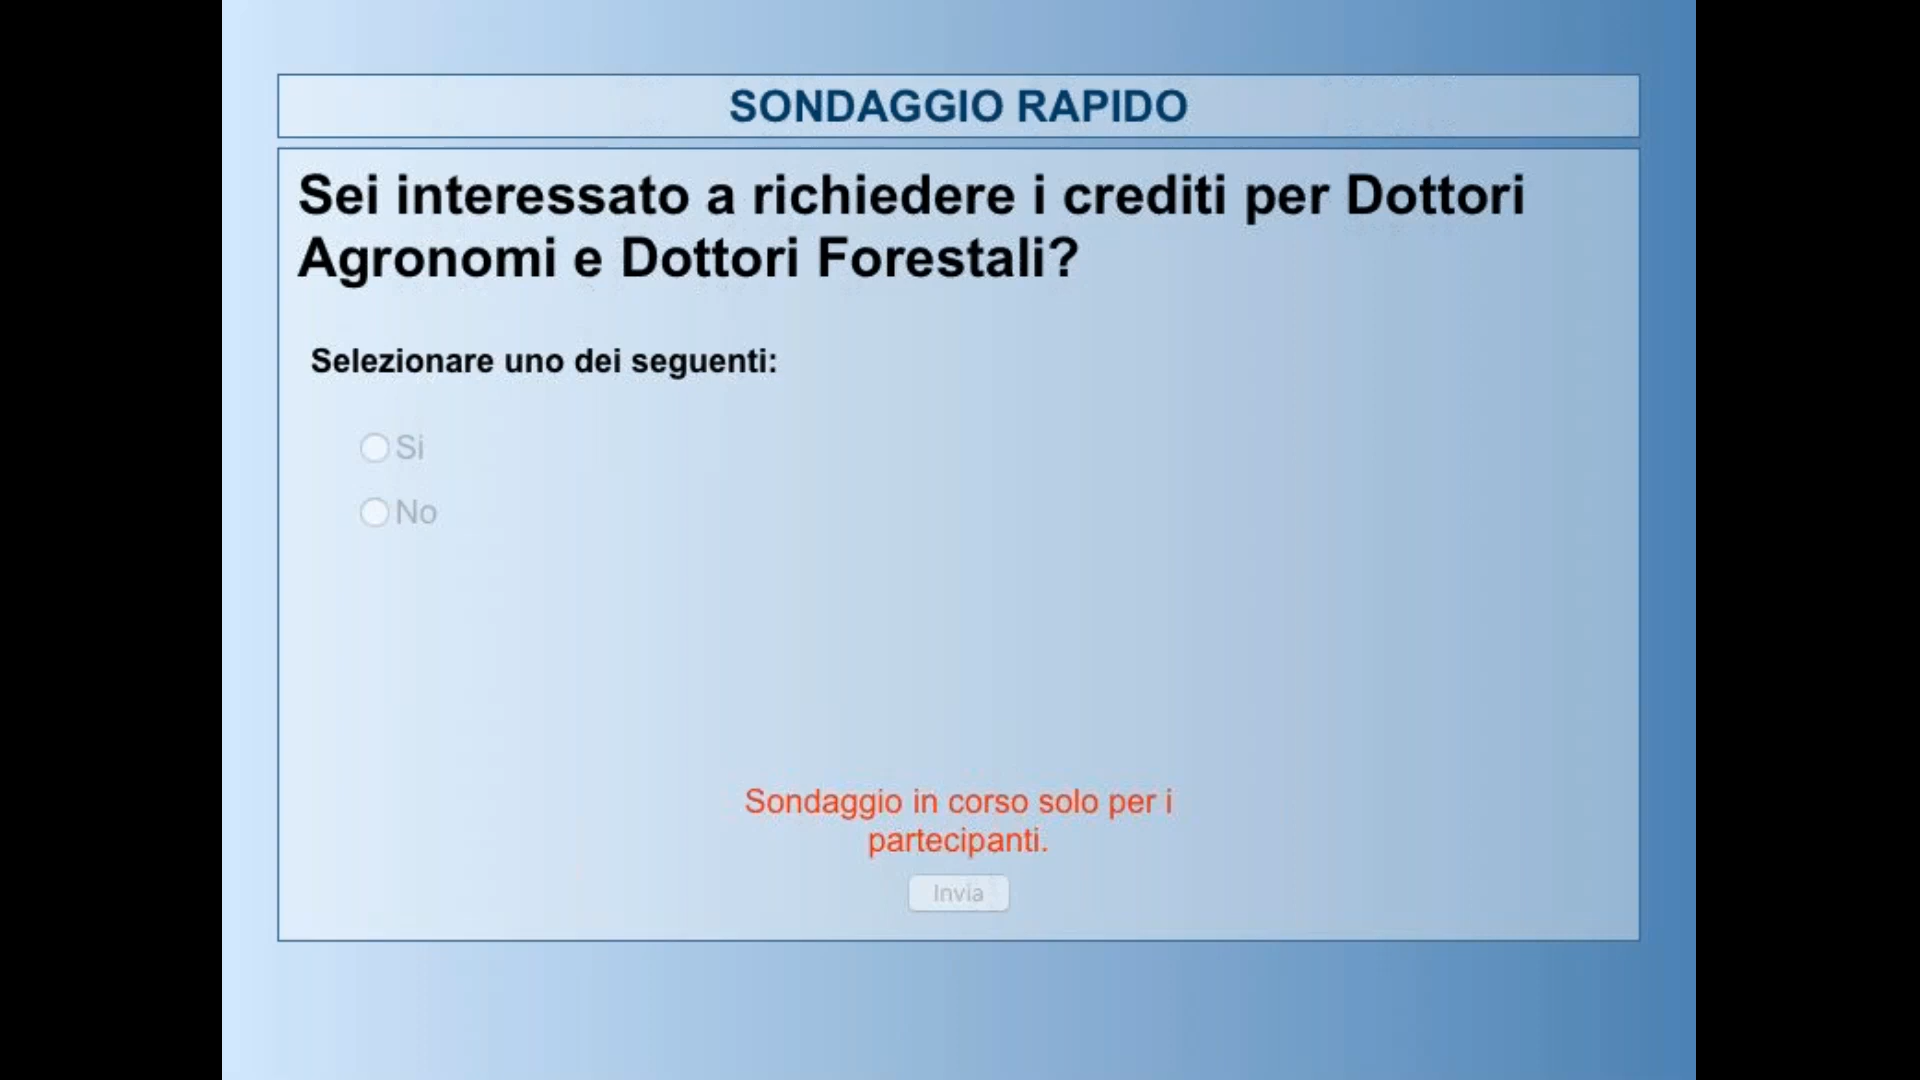 SONDAGGIO RAPIDO
Sei interessato a richiedere i crediti per Dottori
Agronomi e Dottori Forestali?
Selezionare uno dei seguenti:
Si
No
Sondaggio in corso solo per i
partecipanti.
Invia